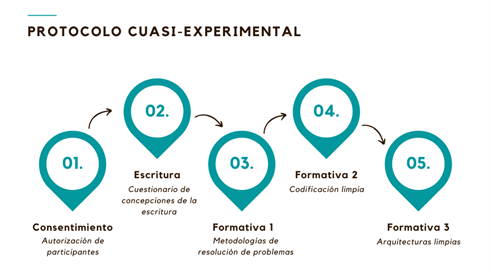 PROTOCOLO CUASI-EXPERIMENTAL
01.
Consentimiento
Autorización de
participantes
02.
Escritura
Cuestionario de
concepciones de la
escritura
03.
Formativa 1
Metodologías de
resolución de problemas
04.
Formativa 2
Codificación limpia
05.
Formativa 3
Arquitecturas limpias